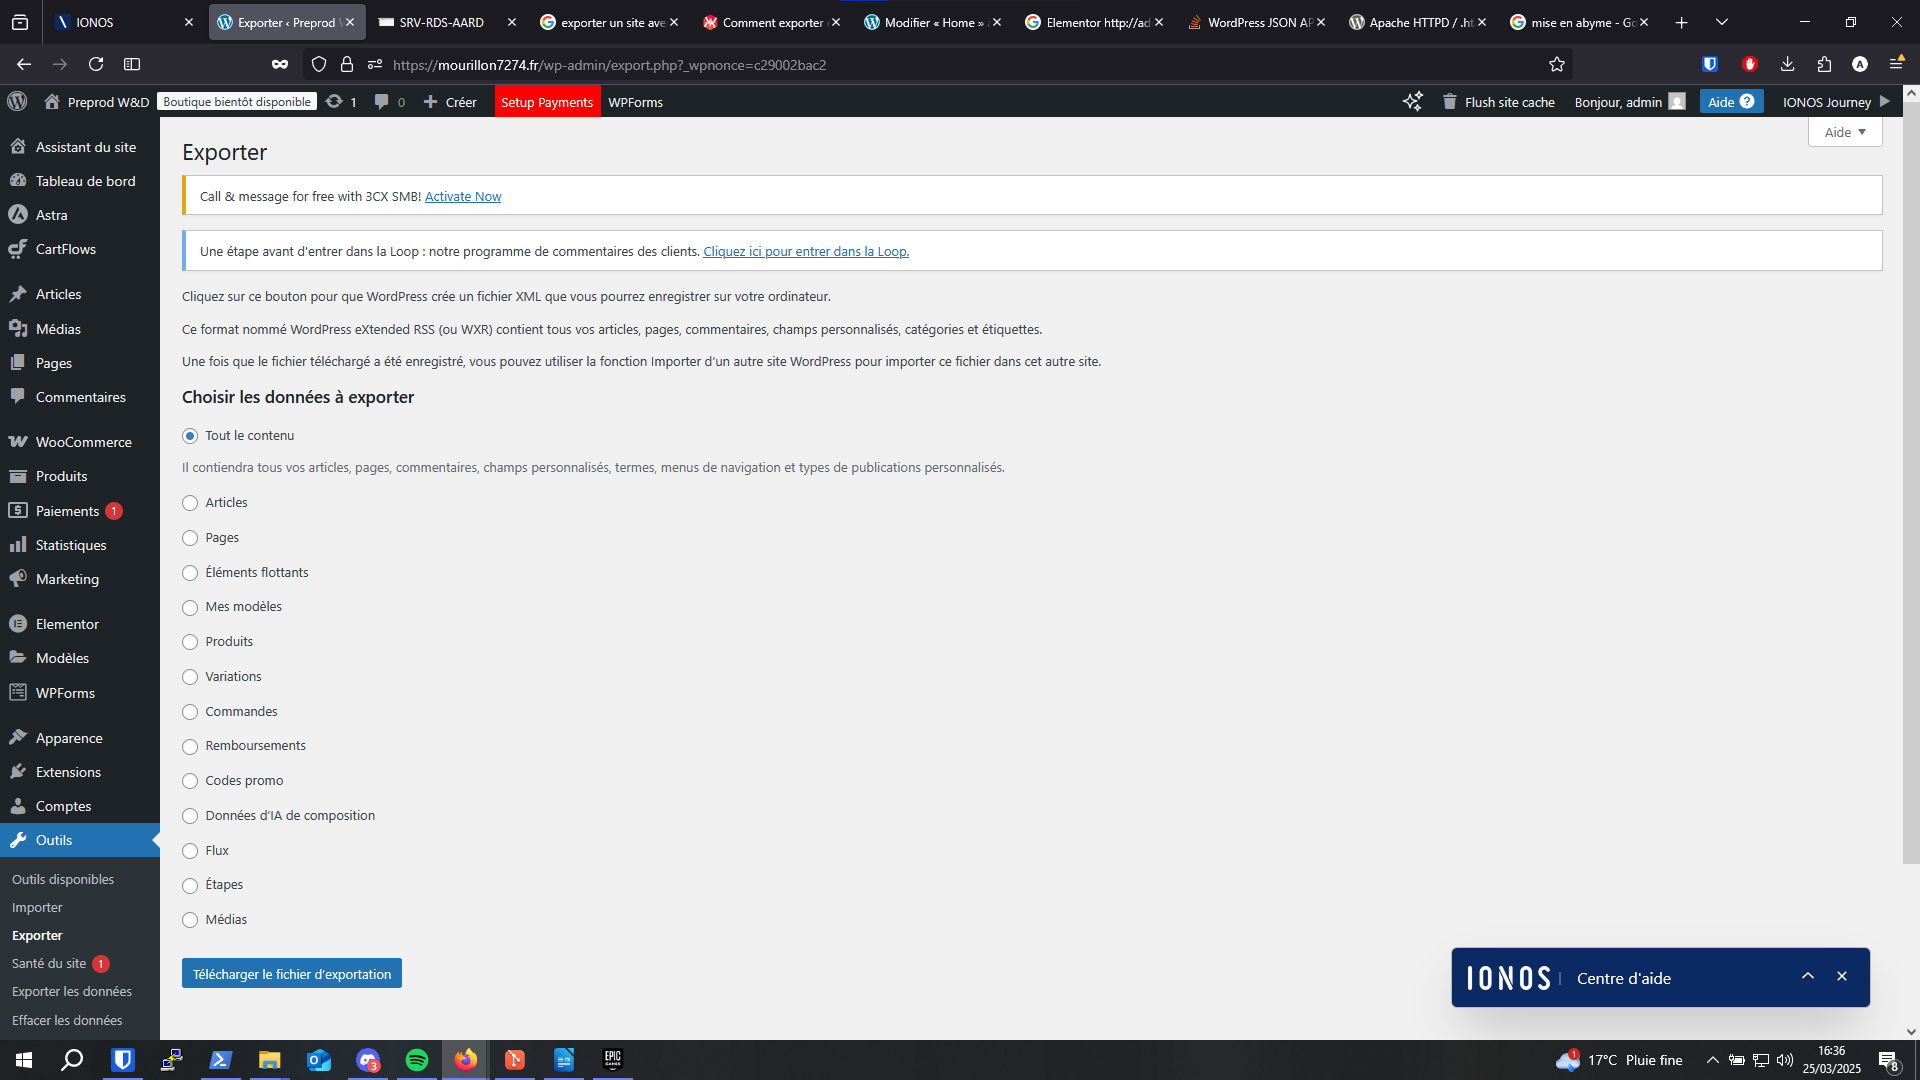 IONOS
Exporter ‹ Preprod
SRV-RDS-AARD
exporter un site ave
Comment exporter
Modifier « Home »
Elementor http://ad
WordPress JSON AP
Apache HTTPD / .ht
mise en abyme - Go
https://mourillon7274.fr/wp-admin/export.php?_wpnonce=c29002bac2
A
Preprod W&D
Boutique bientôt disponible
1
0
Créer
Setup Payments
WPForms
Flush site cache
Bonjour, admin
Aide ?
IONOS Journey
Assistant du site
Tableau de bord
Astra
CartFlows
Articles
Médias
Pages
Commentaires
WooCommerce
Produits
Paiements 1
Statistiques
Marketing
Elementor
Modèles
WPForms
Apparence
Extensions
Comptes
Outils
Outils disponibles
Importer
Exporter
Santé du site 1
Exporter les données
Effacer les données
Aide
Exporter
Call & message for free with 3CX SMB! Activate Now
Une étape avant d'entrer dans la Loop : notre programme de commentaires des clients. Cliquez ici pour entrer dans la Loop.
Cliquez sur ce bouton pour que WordPress crée un fichier XML que vous pourrez enregistrer sur votre ordinateur.
Ce format nommé WordPress eXtended RSS (ou WXR) contient tous vos articles, pages, commentaires, champs personnalisés, catégories et étiquettes.
Une fois que le fichier téléchargé a été enregistré, vous pouvez utiliser la fonction Importer d’un autre site WordPress pour importer ce fichier dans cet autre site.
Choisir les données à exporter
Tout le contenu
Il contiendra tous vos articles, pages, commentaires, champs personnalisés, termes, menus de navigation et types de publications personnalisés.
Articles
Pages
Éléments flottants
Mes modèles
Produits
Variations
Commandes
Remboursements
Codes promo
Données d’IA de composition
Flux
Étapes
Médias
Télécharger le fichier d’exportation
IONOS | Centre d'aide
3
EPIC
GAMES
1
17°C Pluie fine
16:36
25/03/2025
8